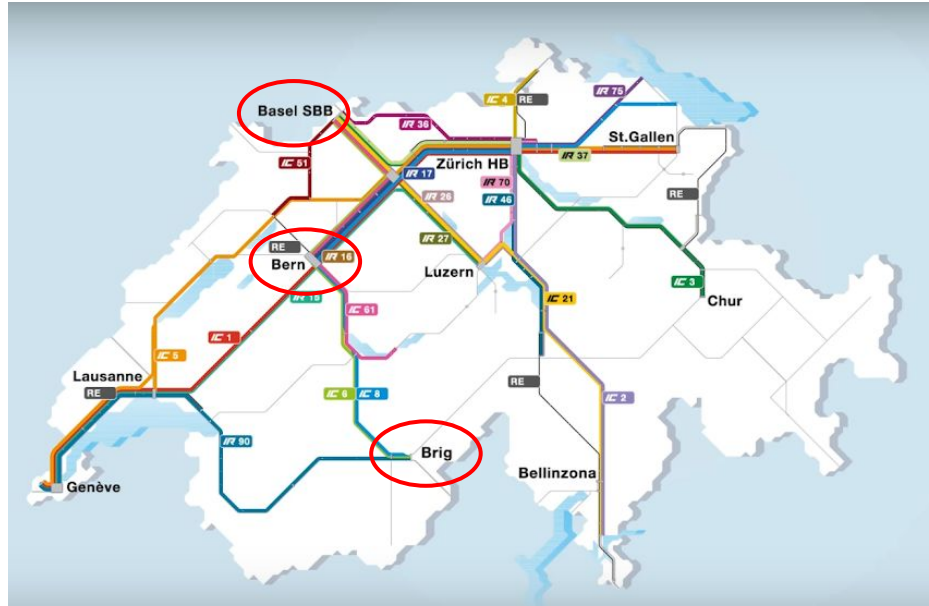 IC 4
RE
IR 75
Basel SBB
IR 36
St.Gallen
IR 37
Zürich HB
IC 51
IR 17
IR 70
RE
IR 26
IR 46
IR 27
RE
IR 16
Bern
Luzern
IC 3
Chur
IR 15
IC 21
IC 61
IC 1
IC 5
Lausanne
RE
RE
IC 6
IC 8
IC 2
IR 90
Brig
Bellinzona
Genève